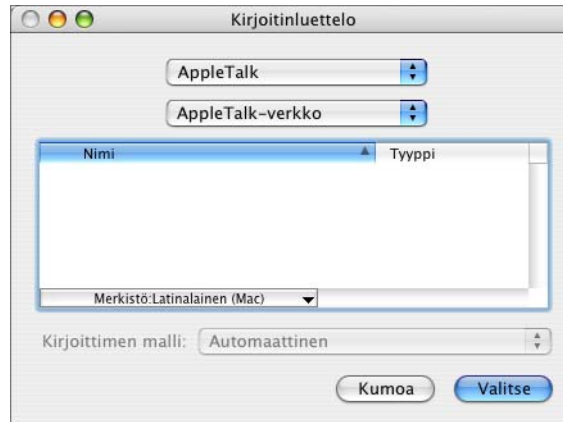 Kirjoitinluettelo
AppleTalk
AppleTalk-verkko
Nimi Tyyppi
Merkistö:Latinalainen (Mac)
Kirjoittimen malli: Automaattinen
Kumoa Valitse